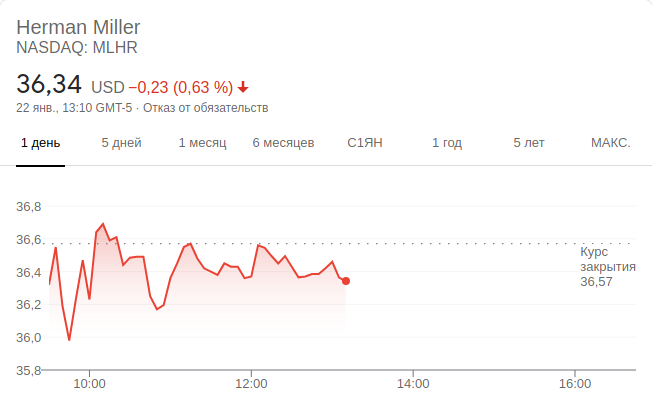 Herman Miller
NASDAQ: MLHR
36,34 USD −0,23 (0,63 %)
22 янв., 13:10 GMT-5 · Отказ от обязательств
1 день 5 дней 1 месяц 6 месяцев С1ЯН 1 год 5 лет МАКС.
36,8
36,6
Курс
закрытия
36,57
36,4
36,2
36,0
35,8
10:00 12:00 14:00 16:00